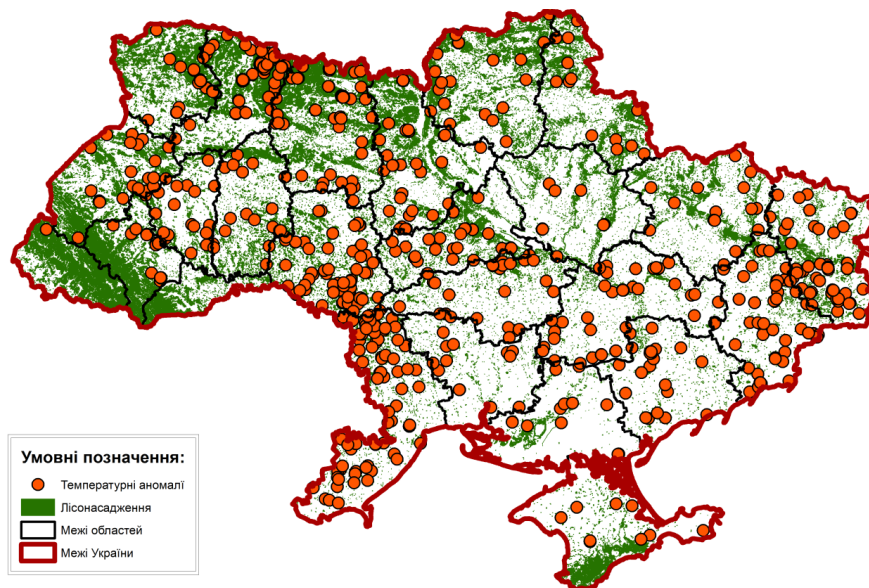 Умовні позначення:
Температурні аномалії
Лісонасадження
Межі областей
Межі України